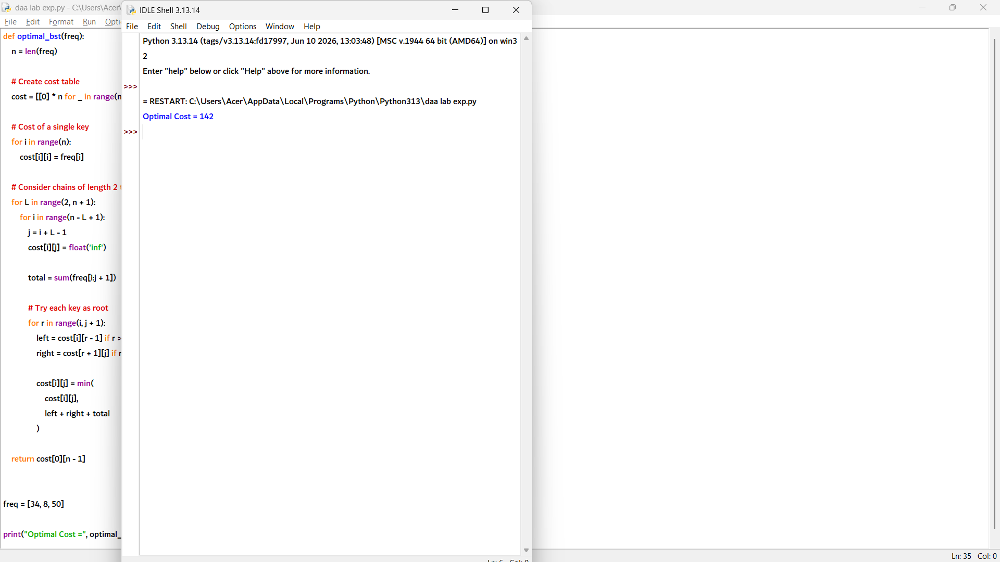 daa lab exp.py - C:\Users\Acer\
File Edit Format Run Opti
def optimal_bst(freq):
n = len(freq)
# Create cost table
cost = [[0] * n for _ in range(n
# Cost of a single key
for i in range(n):
cost[i][i] = freq[i]
# Consider chains of length 2 t
for L in range(2, n + 1):
for i in range(n - L + 1):
j = i + L - 1
cost[i][j] = float('inf')
total = sum(freq[i:j + 1])
# Try each key as root
for r in range(i, j + 1):
left = cost[i][r - 1] if r >
right = cost[r + 1][j] if r
cost[i][j] = min(
cost[i][j],
left + right + total
)
return cost[0][n - 1]
freq = [34, 8, 50]
print("Optimal Cost =", optimal_
IDLE Shell 3.13.14
File Edit Shell Debug Options Window Help
Python 3.13.14 (tags/v3.13.14:fd17997, Jun 10 2026, 13:03:48) [MSC v.1944 64 bit (AMD64)] on win3
2
Enter "help" below or click "Help" above for more information.
>>>
= RESTART: C:\Users\Acer\AppData\Local\Programs\Python\Python313\daa lab exp.py
Optimal Cost = 142
>>>
Ln: 6 Col: 0
Ln: 35 Col: 0